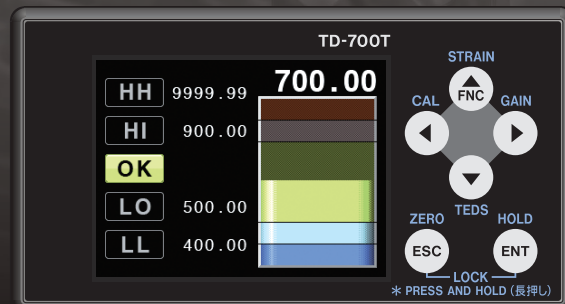 TD-700T
STRAIN
FNC
CAL
GAIN
TEDS
ZERO
HOLD
ESC
ENT
LOCK
* PRESS AND HOLD (長押し)
700.00
HH 9999.99
HI 900.00
OK
LO 500.00
LL 400.00